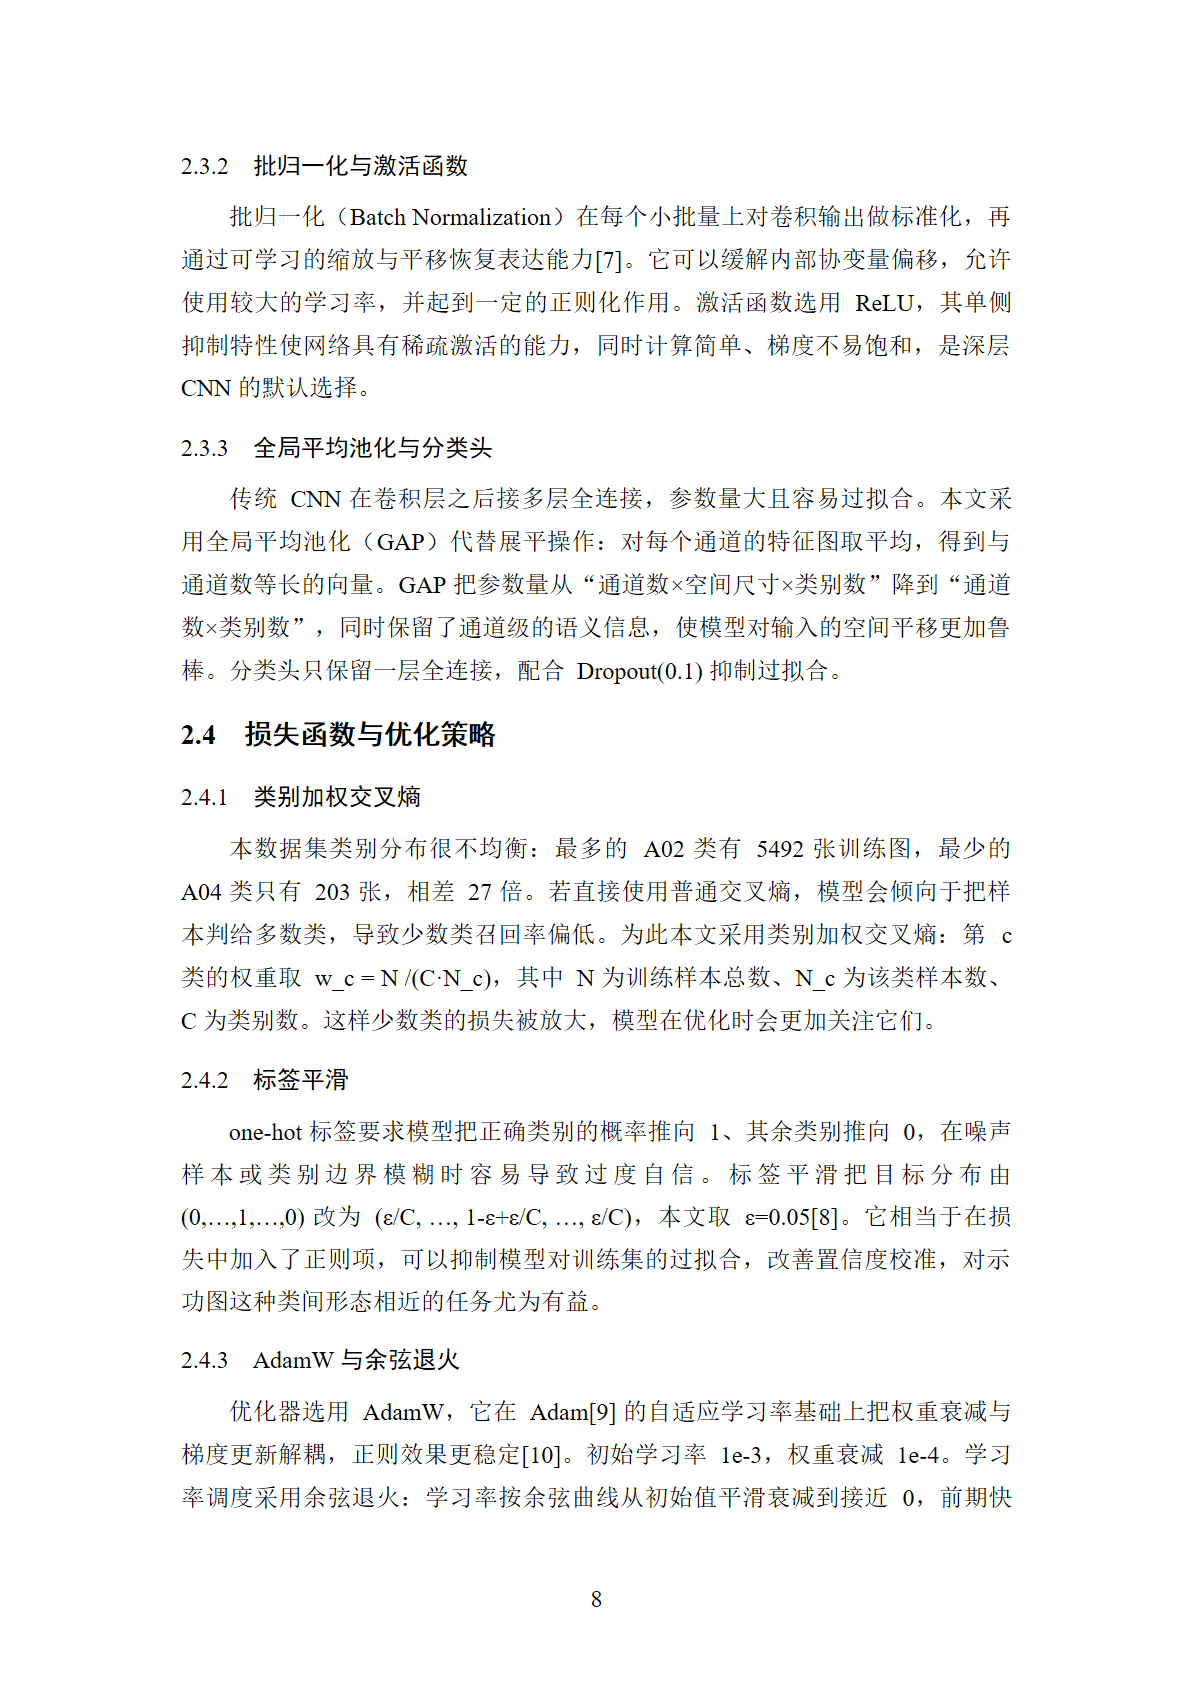 2.3.2 批归一化与激活函数
批归一化（Batch Normalization）在每个小批量上对卷积输出做标准化，再
通过可学习的缩放与平移恢复表达能力[7]。它可以缓解内部协变量偏移，允许
使用较大的学习率，并起到一定的正则化作用。激活函数选用 ReLU，其单侧
抑制特性使网络具有稀疏激活的能力，同时计算简单、梯度不易饱和，是深层
CNN 的默认选择。
2.3.3 全局平均池化与分类头
传统 CNN 在卷积层之后接多层全连接，参数量大且容易过拟合。本文采
用全局平均池化（GAP）代替展平操作：对每个通道的特征图取平均，得到与
通道数等长的向量。GAP 把参数量从“通道数×空间尺寸×类别数”降到“通道
数×类别数”，同时保留了通道级的语义信息，使模型对输入的空间平移更加鲁
棒。分类头只保留一层全连接，配合 Dropout(0.1) 抑制过拟合。
2.4 损失函数与优化策略
2.4.1 类别加权交叉熵
本数据集类别分布很不均衡：最多的 A02 类有 5492 张训练图，最少的
A04 类只有 203 张，相差 27 倍。若直接使用普通交叉熵，模型会倾向于把样
本判给多数类，导致少数类召回率偏低。为此本文采用类别加权交叉熵：第 c
类的权重取 w_c = N /(C·N_c)，其中 N 为训练样本总数、N_c 为该类样本数、
C 为类别数。这样少数类的损失被放大，模型在优化时会更加关注它们。
2.4.2 标签平滑
one-hot 标签要求模型把正确类别的概率推向 1、其余类别推向 0，在噪声
样本或类别边界模糊时容易导致过度自信。标签平滑把目标分布由
(0,…,1,…,0) 改为 (ε/C, …, 1-ε+ε/C, …, ε/C)，本文取 ε=0.05[8]。它相当于在损
失中加入了正则项，可以抑制模型对训练集的过拟合，改善置信度校准，对示
功图这种类间形态相近的任务尤为有益。
2.4.3 AdamW 与余弦退火
优化器选用 AdamW，它在 Adam[9] 的自适应学习率基础上把权重衰减与
梯度更新解耦，正则效果更稳定[10]。初始学习率 1e-3，权重衰减 1e-4。学习
率调度采用余弦退火：学习率按余弦曲线从初始值平滑衰减到接近 0，前期快
8